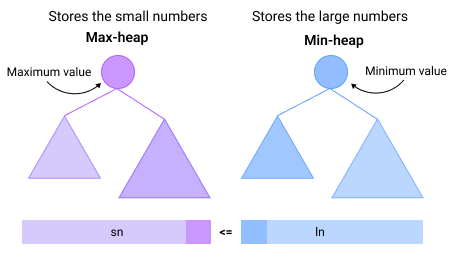 Stores the small numbers
Max-heap
Stores the large numbers
Min-heap
Maximum value
Minimum value
sn
<=
ln